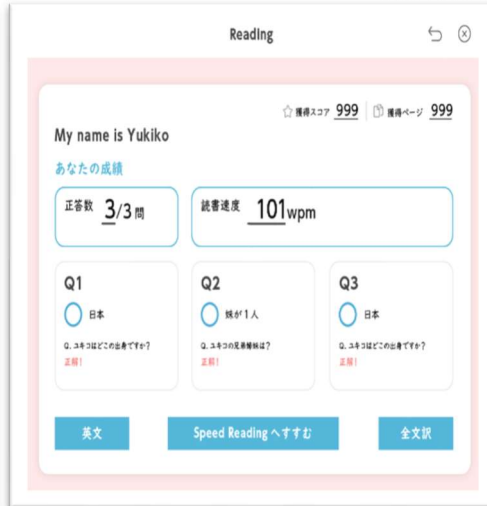 Reading
獲得スコア 999 獲得ページ 999
My name is Yukiko
あなたの成績
正答数 3/3問
読書速度 101wpm
Q1
日本
Q. ユキコはどこの出身ですか?
正解!
Q2
妹が1人
Q. ユキコの兄弟姉妹は?
正解!
Q3
日本
Q. ユキコはどこの出身ですか?
正解!
英文
Speed Reading へすすむ
全文訳